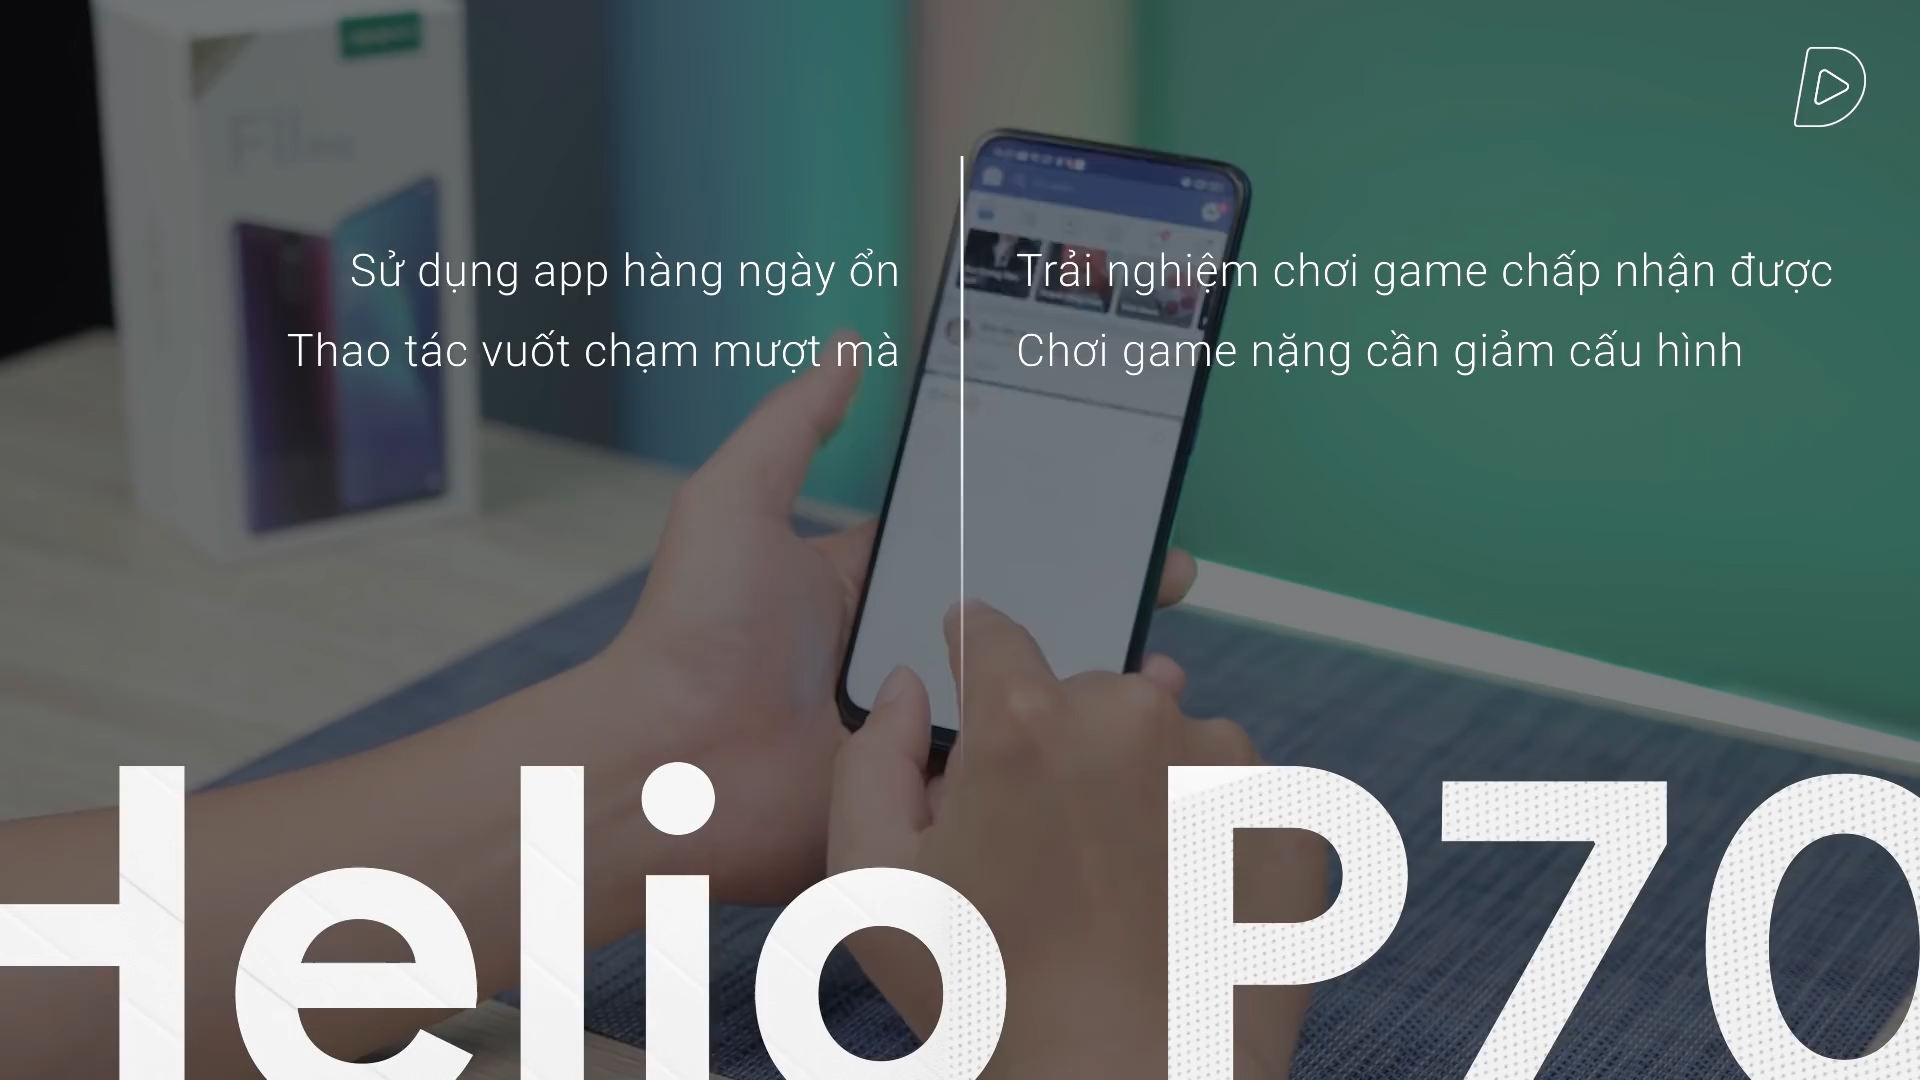 F11
Sử dụng app hàng ngày ổn
Thao tác vuốt chạm mượt mà
Trải nghiệm chơi game chấp nhận được
Chơi game nặng cần giảm cấu hình
Helio P70